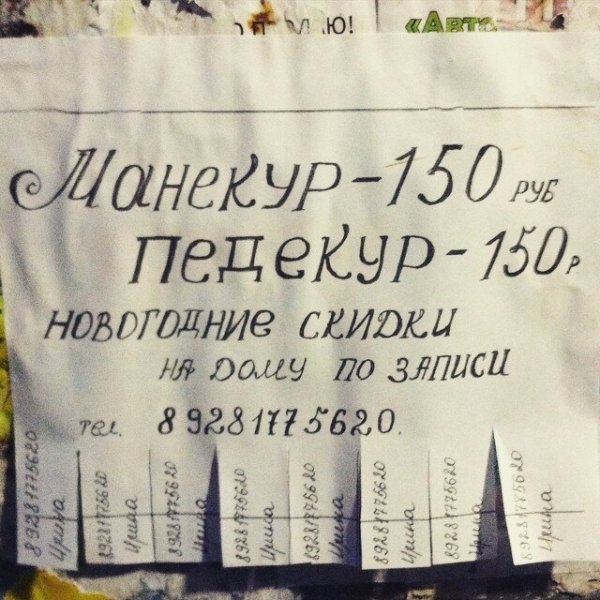 Ю!
«Авто
Манекур-150 РУБ
педекур-150р
новогодние скидки
на дому по записи
тел. 89281775620.
89281775620 Ирина
89281775620 Ирина
89281775620 Ирина
89281775620 Ирина
89281775620 Ирина
89281775620 Ирина
89281775620 Ирина
89281775620 Ирина